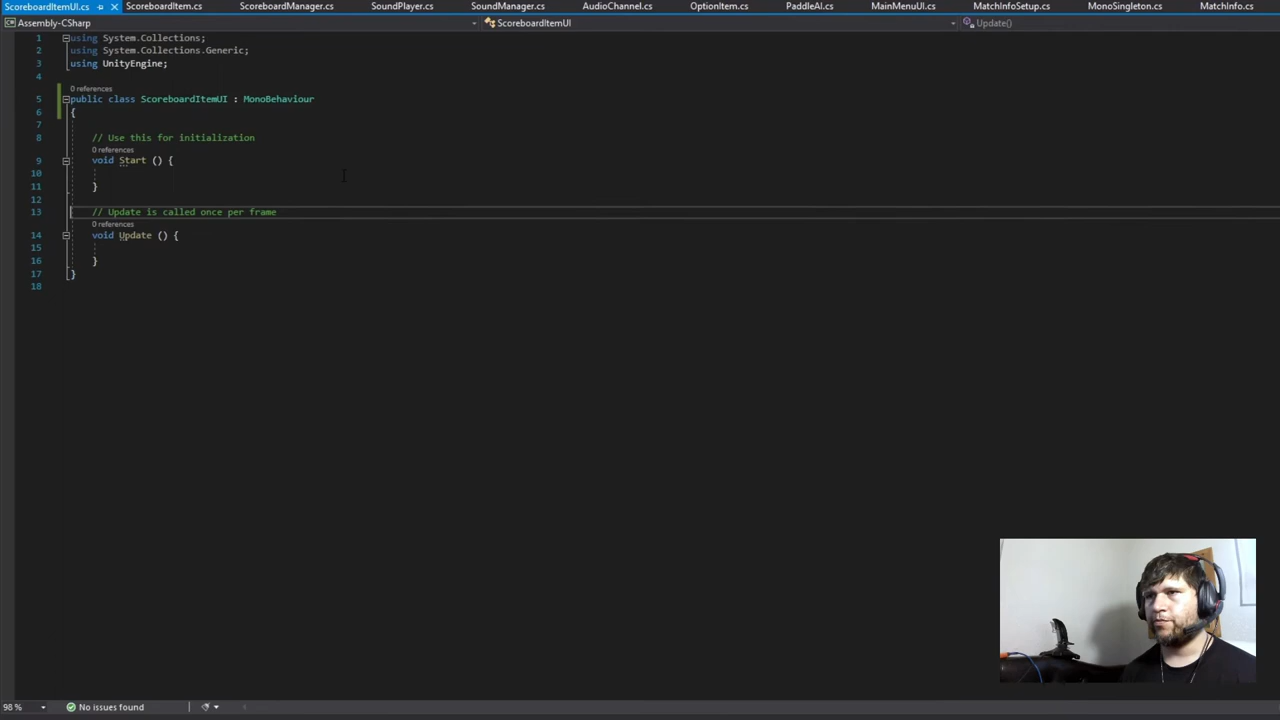 ScoreboardItemUI.cs ScoreboardItem.cs ScoreboardManager.cs SoundPlayer.cs SoundManager.cs AudioChannel.cs OptionItem.cs PaddleAI.cs MainMenuUI.cs MatchInfoSetup.cs MonoSingleton.cs MatchInfo.cs
Assembly-CSharp ScoreboardItemUI Update()
1 using System.Collections;
2 using System.Collections.Generic;
3 using UnityEngine;
4
0 references
5 public class ScoreboardItemUI : MonoBehaviour
6 {
7
8 // Use this for initialization
0 references
9 void Start () {
10
11 }
12
13 // Update is called once per frame
0 references
14 void Update () {
15
16 }
17 }
18
98 % No issues found